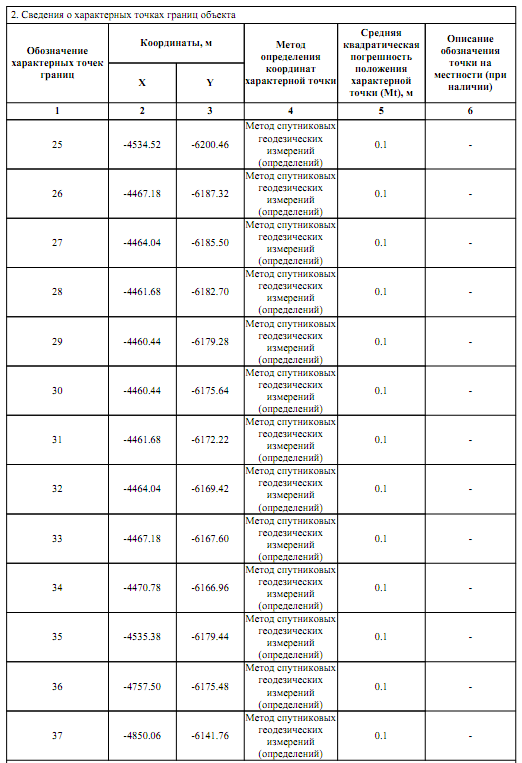 2. Сведения о характерных точках границ объекта
Обозначение характерных точек границ
Координаты, м
Метод определения координат характерной точки
Средняя квадратическая погрешность положения характерной точки (Mt), м
Описание обозначения точки на местности (при наличии)
X Y
1 2 3 4 5 6
25 -4534.52 -6200.46 Метод спутниковых геодезических измерений (определений) 0.1 -
26 -4467.18 -6187.32 Метод спутниковых геодезических измерений (определений) 0.1 -
27 -4464.04 -6185.50 Метод спутниковых геодезических измерений (определений) 0.1 -
28 -4461.68 -6182.70 Метод спутниковых геодезических измерений (определений) 0.1 -
29 -4460.44 -6179.28 Метод спутниковых геодезических измерений (определений) 0.1 -
30 -4460.44 -6175.64 Метод спутниковых геодезических измерений (определений) 0.1 -
31 -4461.68 -6172.22 Метод спутниковых геодезических измерений (определений) 0.1 -
32 -4464.04 -6169.42 Метод спутниковых геодезических измерений (определений) 0.1 -
33 -4467.18 -6167.60 Метод спутниковых геодезических измерений (определений) 0.1 -
34 -4470.78 -6166.96 Метод спутниковых геодезических измерений (определений) 0.1 -
35 -4535.38 -6179.44 Метод спутниковых геодезических измерений (определений) 0.1 -
36 -4757.50 -6175.48 Метод спутниковых геодезических измерений (определений) 0.1 -
37 -4850.06 -6141.76 Метод спутниковых геодезических измерений (определений) 0.1 -